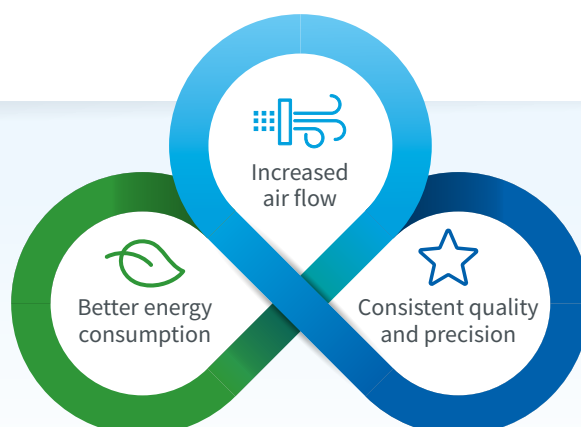 Increased
air flow
Better energy
consumption
Consistent quality
and precision